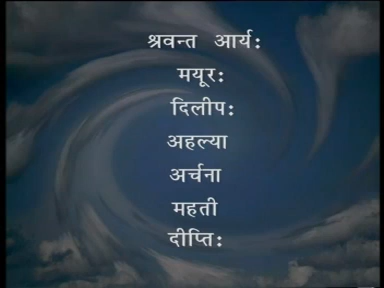 श्रवन्त आर्य:
मयूर:
दिलीप:
अहल्या
अर्चना
महती
दीप्ति: